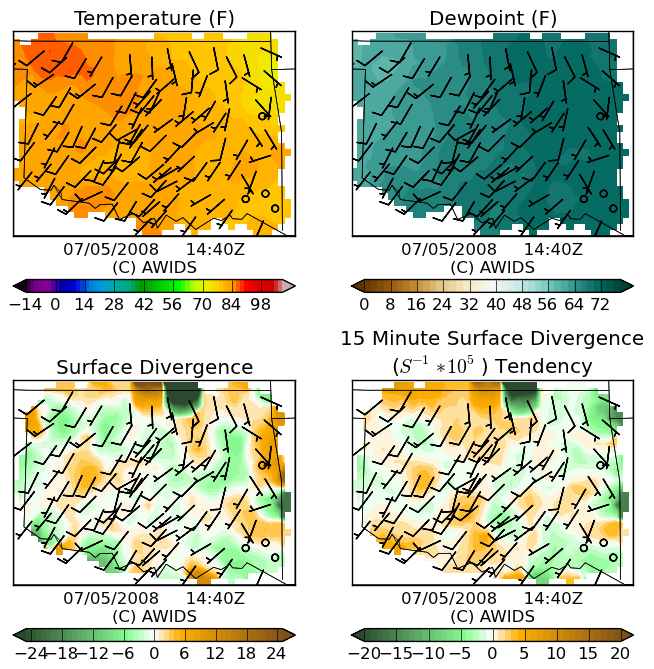 Temperature (F)
Dewpoint (F)
07/05/2008 14:40Z
(C) AWIDS
−14 0 14 28 42 56 70 84 98
07/05/2008 14:40Z
(C) AWIDS
0 8 16 24 32 40 48 56 64 72
Surface Divergence
15 Minute Surface Divergence
(S⁻¹ *10⁵ ) Tendency
07/05/2008 14:40Z
(C) AWIDS
−24 −18 −12 −6 0 6 12 18 24
07/05/2008 14:40Z
(C) AWIDS
−20 −15 −10 −5 0 5 10 15 20